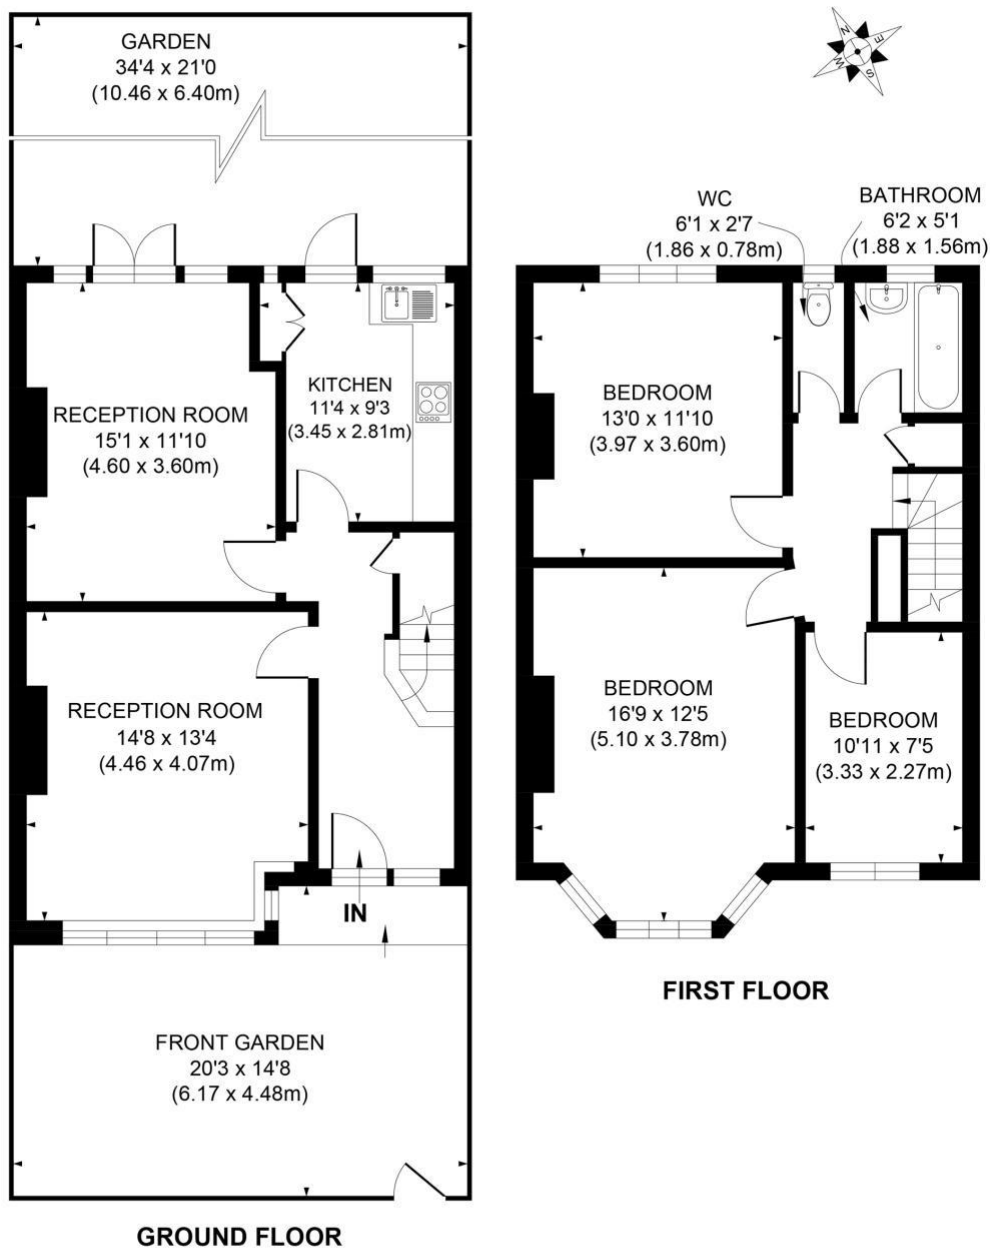 GARDEN
34'4 x 21'0
(10.46 x 6.40m)
N
E
S
W
WC
6'1 x 2'7
(1.86 x 0.78m)
BATHROOM
6'2 x 5'1
(1.88 x 1.56m)
KITCHEN
11'4 x 9'3
(3.45 x 2.81m)
RECEPTION ROOM
15'1 x 11'10
(4.60 x 3.60m)
BEDROOM
13'0 x 11'10
(3.97 x 3.60m)
RECEPTION ROOM
14'8 x 13'4
(4.46 x 4.07m)
BEDROOM
16'9 x 12'5
(5.10 x 3.78m)
BEDROOM
10'11 x 7'5
(3.33 x 2.27m)
IN
FIRST FLOOR
FRONT GARDEN
20'3 x 14'8
(6.17 x 4.48m)
GROUND FLOOR